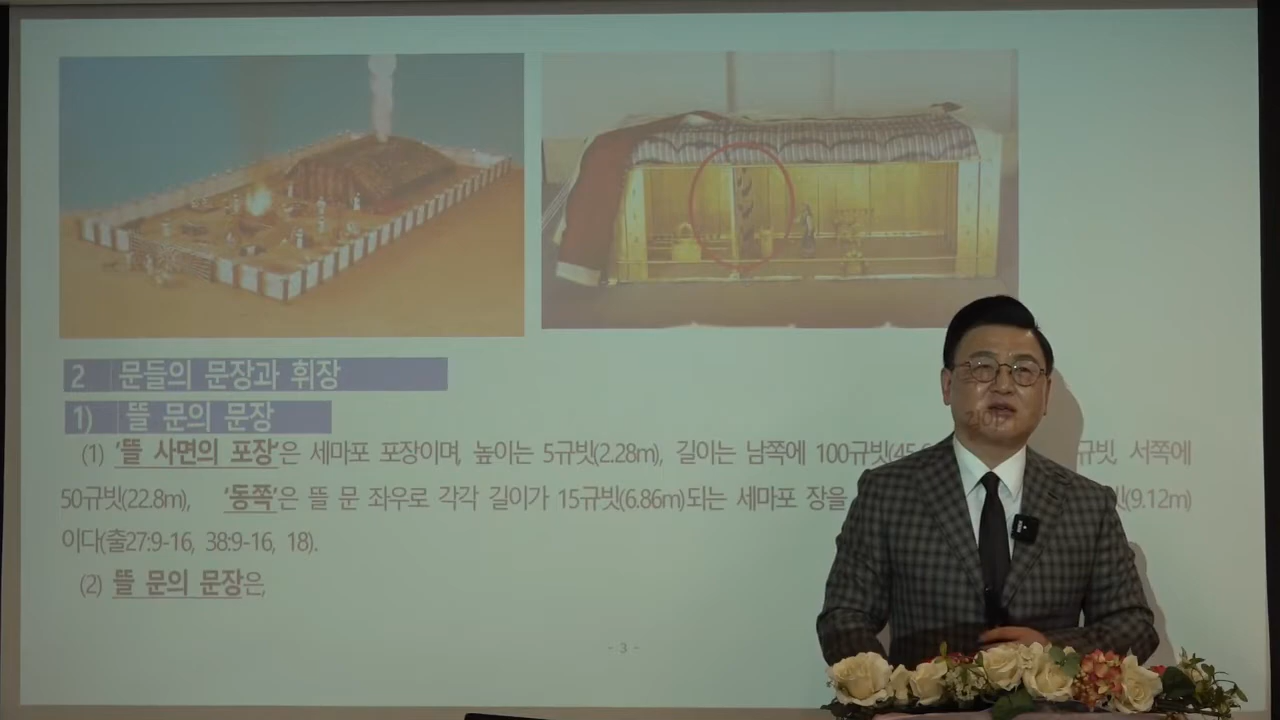 2 문들의 문장과 휘장
1) 뜰 문의 문장
(1) '뜰 사면의 포장'은 세마포 포장이며, 높이는 5규빗(2.28m), 길이는 남쪽에 100규빗(45. 규빗, 서쪽에
50규빗(22.8m), '동쪽'은 뜰 문 좌우로 각각 길이가 15규빗(6.86m)되는 세마포 장을 (9.12m)
이다(출27:9-16, 38:9-16, 18).
(2) 뜰 문의 문장은,
- 3 -